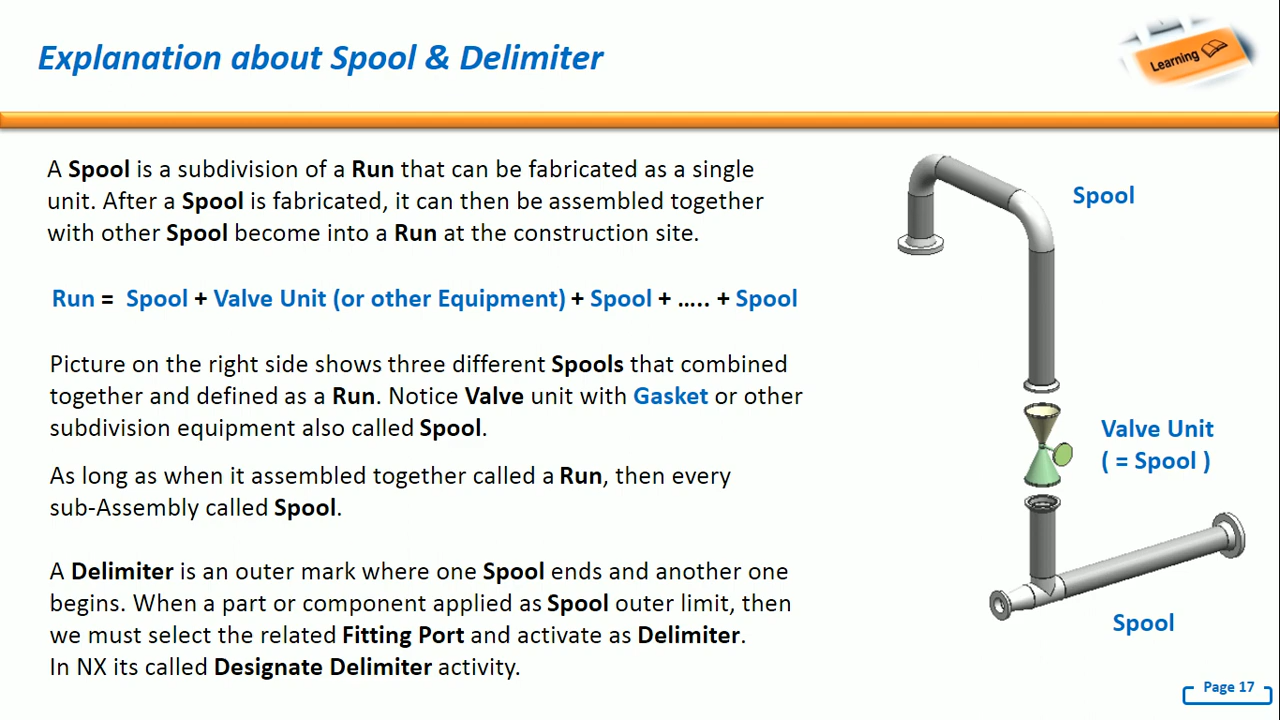 Explanation about Spool & Delimiter
Learning
A Spool is a subdivision of a Run that can be fabricated as a single
unit. After a Spool is fabricated, it can then be assembled together
with other Spool become into a Run at the construction site.
Run = Spool + Valve Unit (or other Equipment) + Spool + ..... + Spool
Picture on the right side shows three different Spools that combined
together and defined as a Run. Notice Valve unit with Gasket or other
subdivision equipment also called Spool.
As long as when it assembled together called a Run, then every
sub-Assembly called Spool.
A Delimiter is an outer mark where one Spool ends and another one
begins. When a part or component applied as Spool outer limit, then
we must select the related Fitting Port and activate as Delimiter.
In NX its called Designate Delimiter activity.
Spool
Valve Unit
( = Spool )
Spool
Page 17